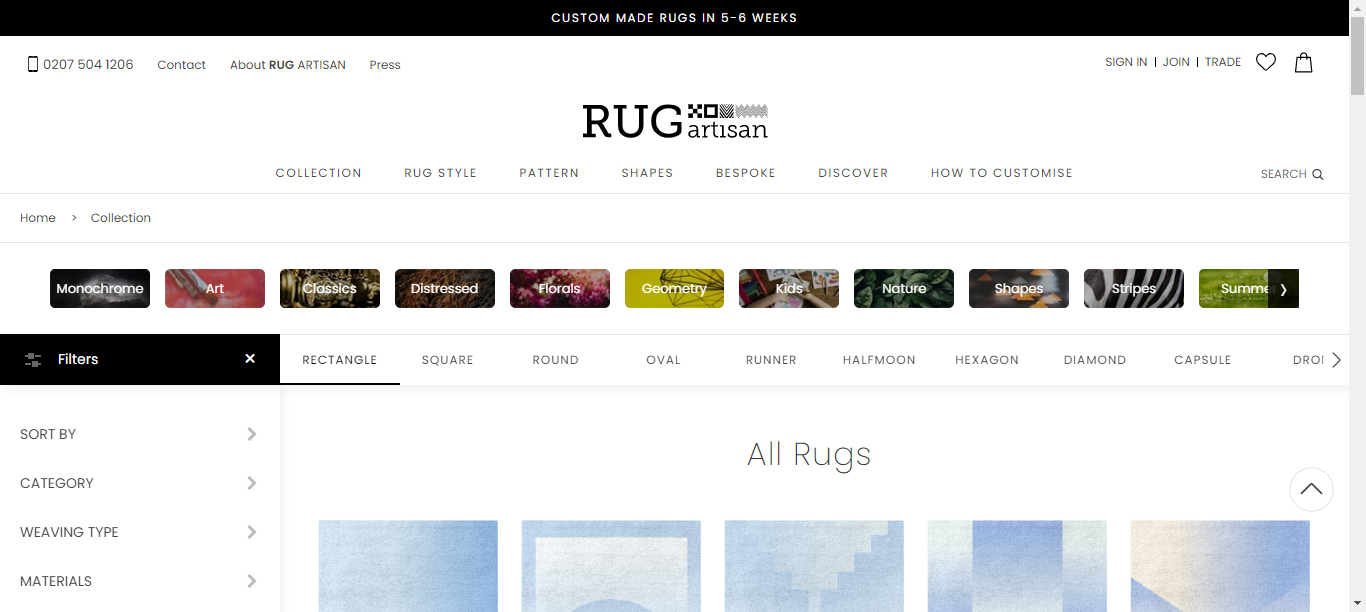 CUSTOM MADE RUGS IN 5-6 WEEKS
0207 504 1206 Contact About RUG ARTISAN Press
SIGN IN | JOIN | TRADE
RUG artisan
COLLECTION RUG STYLE PATTERN SHAPES BESPOKE DISCOVER HOW TO CUSTOMISE
SEARCH
Home > Collection
Monochrome Art Classics Distressed Florals Geometry Kids Nature Shapes Stripes Summe
Filters
RECTANGLE SQUARE ROUND OVAL RUNNER HALFMOON HEXAGON DIAMOND CAPSULE DRO
SORT BY
CATEGORY
WEAVING TYPE
MATERIALS
All Rugs